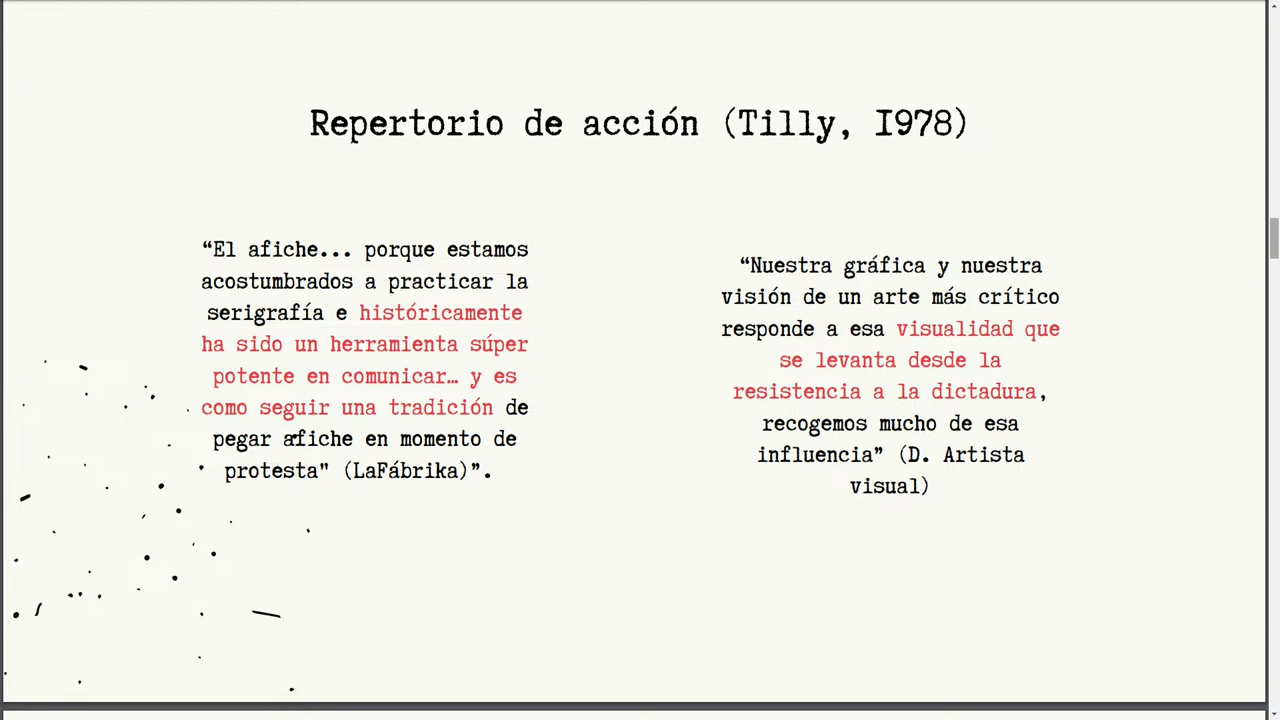 Repertorio de acción (Tilly, I978)
“El afiche... porque estamos
acostumbrados a practicar la
serigrafía e históricamente
ha sido un herramienta súper
potente en comunicar… y es
como seguir una tradición de
pegar afiche en momento de
protesta" (LaFábrika)”.
“Nuestra gráfica y nuestra
visión de un arte más crítico
responde a esa visualidad que
se levanta desde la
resistencia a la dictadura,
recogemos mucho de esa
influencia” (D. Artista
visual)